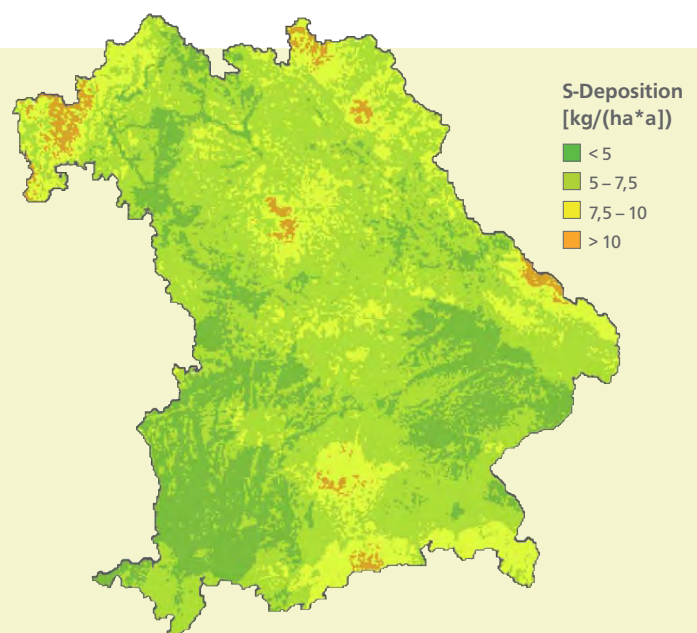 S-Deposition
[kg/(ha*a])
< 5
5 – 7,5
7,5 – 10
> 10